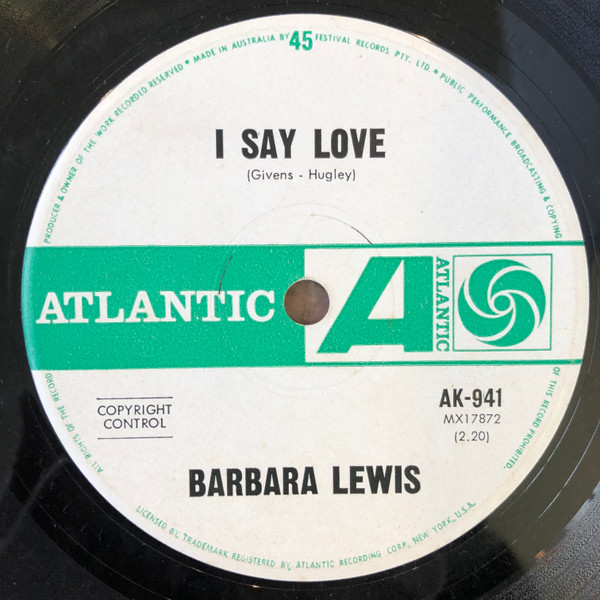 PRODUCER & OWNER OF THE WORK RECORDED RESERVED • MADE IN AUSTRALIA BY 45 FESTIVAL RECORDS PTY. LTD. • PUBLIC PERFORMANCE BROADCASTING & COPYING
I SAY LOVE
(Givens - Hugley)
ATLANTIC
A ATLANTIC
COPYRIGHT
CONTROL
AK-941
MX17872
(2.20)
BARBARA LEWIS
ALL RIGHTS OF THE RECORD
OF THIS RECORD PROHIBITED.
LICENSED BY, TRADEMARK REGISTERED BY, ATLANTIC RECORDING CORP., NEW YORK, U.S.A.